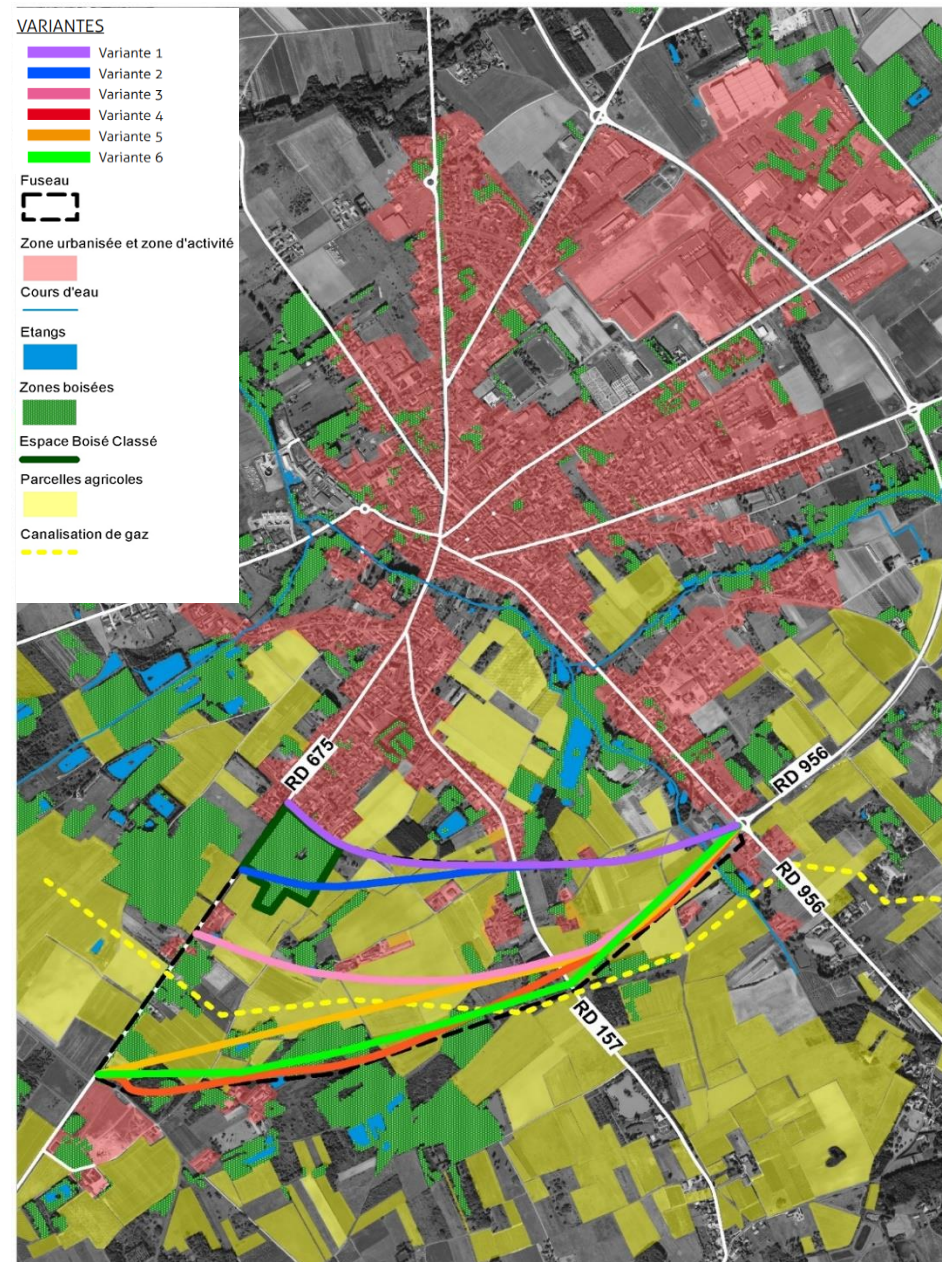 VARIANTES
Variante 1
Variante 2
Variante 3
Variante 4
Variante 5
Variante 6
Fuseau
Zone urbanisée et zone d'activité
Cours d'eau
Etangs
Zones boisées
Espace Boisé Classé
Parcelles agricoles
Canalisation de gaz
RD 675
RD 956
RD 956
RD 157